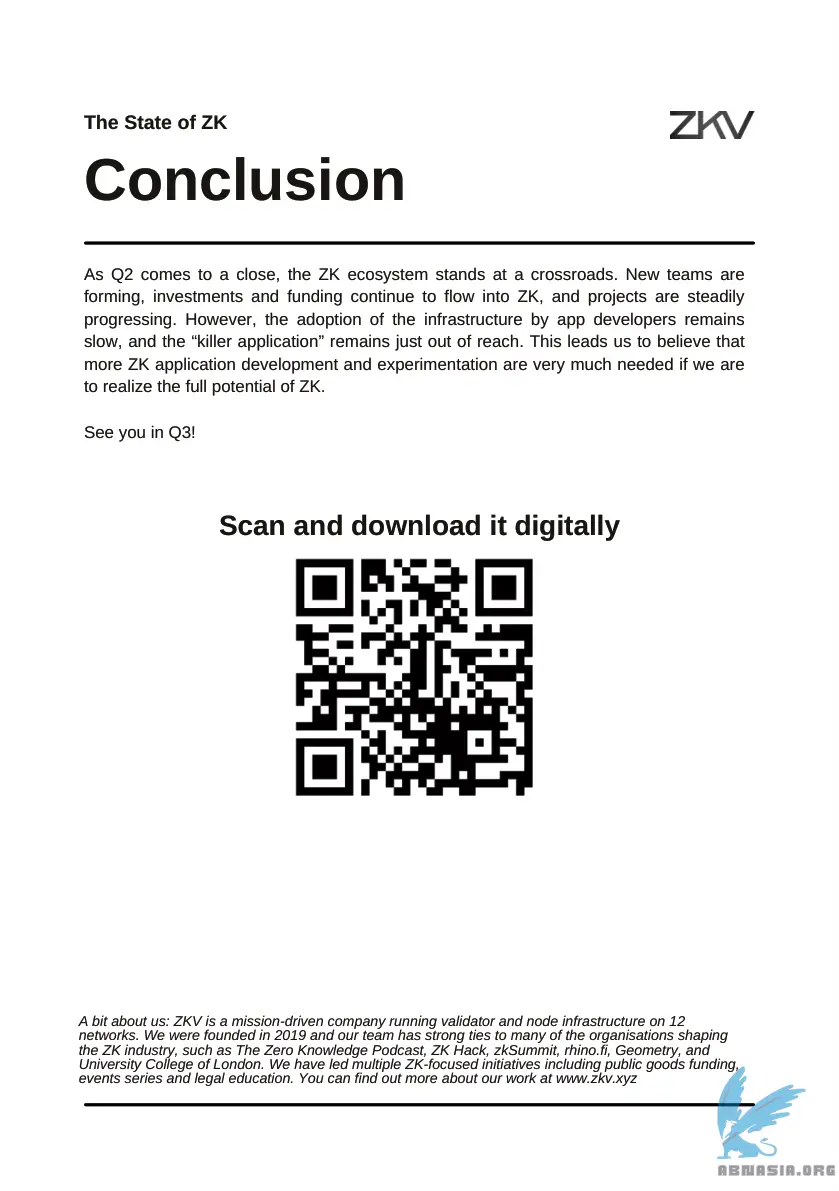 The State of ZK
ZKV
Conclusion
As Q2 comes to a close, the ZK ecosystem stands at a crossroads. New teams are
forming, investments and funding continue to flow into ZK, and projects are steadily
progressing. However, the adoption of the infrastructure by app developers remains
slow, and the “killer application” remains just out of reach. This leads us to believe that
more ZK application development and experimentation are very much needed if we are
to realize the full potential of ZK.
See you in Q3!
Scan and download it digitally
A bit about us: ZKV is a mission-driven company running validator and node infrastructure on 12
networks. We were founded in 2019 and our team has strong ties to many of the organisations shaping
the ZK industry, such as The Zero Knowledge Podcast, ZK Hack, zkSummit, rhino.fi, Geometry, and
University College of London. We have led multiple ZK-focused initiatives including public goods funding,
events series and legal education. You can find out more about our work at www.zkv.xyz
ABNASIA.ORG